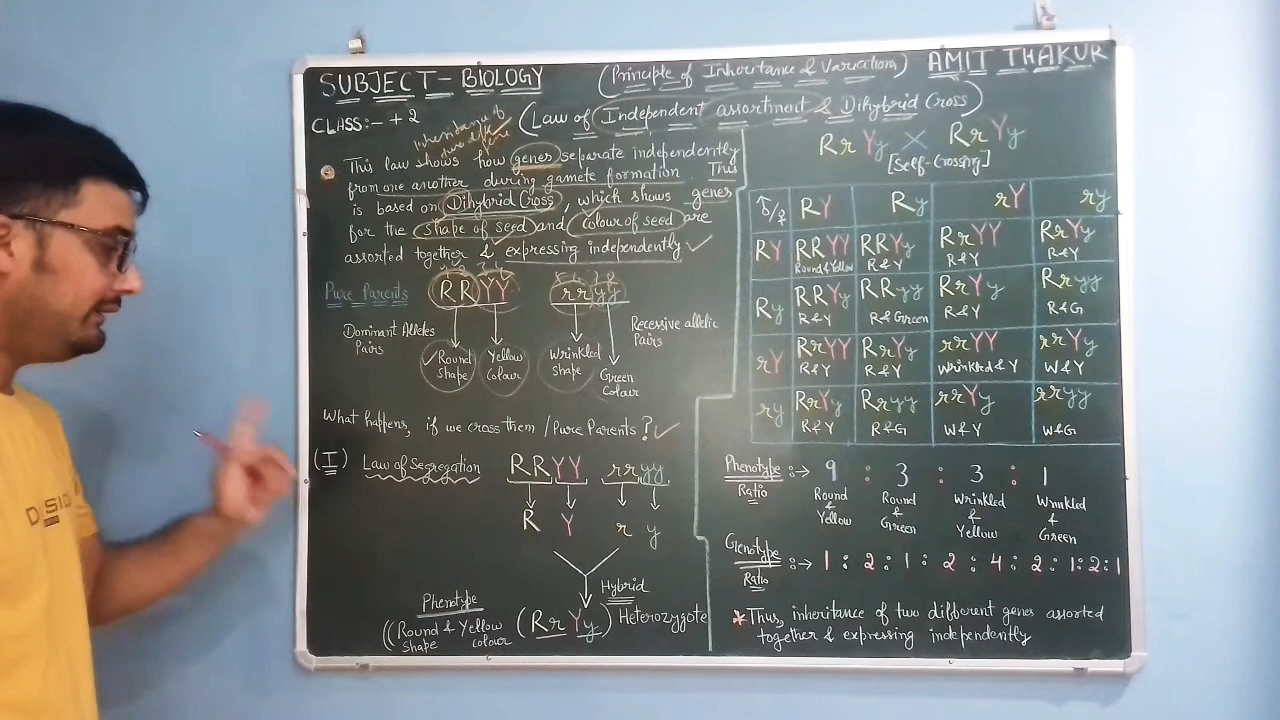 SUBJECT- BIOLOGY
(Principle of Inheritance & Variations)
AMIT THAKUR
CLASS:- +2
(Law of Independent assortment & Dihybrid Cross)
Inheritance of
This law shows how genes separate independently
from one another during gamete formation. This
is based on Dihybrid Cross, which shows genes
for the shape of seed and colour of seed are
assorted together & expressing independently
Pure Parents
RRYY
rryy
Dominant Alleles
Pairs
Round
Shape
Yellow
Colour
Wrinkled
shape
Green
Colour
Recessive allelic
Pairs
What happens, if we cross them / Pure Parents?
(I) Law of Segregation
RRYY rryy
R Y r y
Hybrid
(RrYy) Heterozygote
Phenotype
((Round & Yellow
shape colour
RrYy X RrYy
[Self-Crossing]
♂/♀ RY Ry rY ry
RY RRYY RRYy RrYY RrYy
Round & Yellow R&Y R&Y R&Y
Ry RRYy RRyy RrYy Rryy
R&Y R&Green R&Y R&G
rY RrYY RrYy rrYY rrYy
R&Y R&Y Wrinkled & Y W&Y
ry RrYy Rryy rrYy rryy
R&Y R&G W&Y W&G
Phenotype :→ 9 : 3 : 3 : 1
Ratio
Round
&
Yellow
Round
&
Green
Wrinkled
&
Yellow
Wrinkled
&
Green
Genotype :→ 1 : 2 : 1 : 2 : 4 : 2 : 1 : 2 : 1
Ratio
*Thus, inheritance of two different genes assorted
together & expressing independently